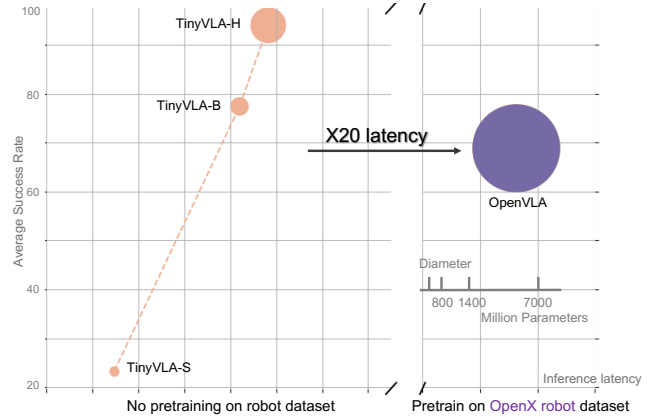 100
TinyVLA-H
80
TinyVLA-B
X20 latency
Average Success Rate
60
OpenVLA
Diameter
40
800 1400 7000
Million Parameters
TinyVLA-S
20
Inference latency
No pretraining on robot dataset
Pretrain on OpenX robot dataset